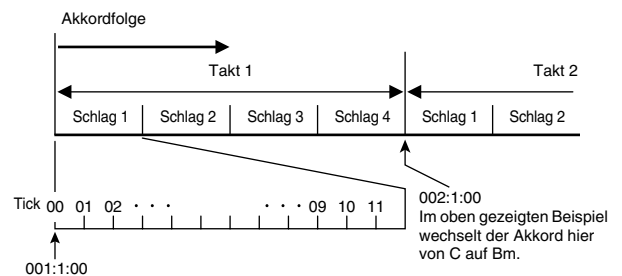 Akkordfolge
Takt 1 Takt 2
Schlag 1 Schlag 2 Schlag 3 Schlag 4 Schlag 1 Schlag 2
Tick 00 01 02 · · · · · · 09 10 11
001:1:00
002:1:00
Im oben gezeigten Beispiel
wechselt der Akkord hier
von C auf Bm.